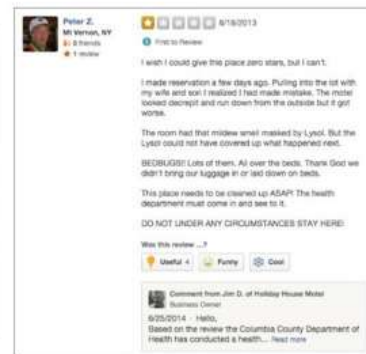 Peter Z.
Mt Vernon, NY
0 friends
1 review
6/18/2013
First to Review
I wish I could give this place zero stars, but I can't.
I made reservation a few days ago. Pulling into the lot with
my wife and son I realized I had made mistake. The motel
looked decrepit and run down from the outside but it got
worse.
The room had that mildew smell masked by Lysol. But the
Lysol could not have covered up what happened next.
BEDBUGS!! Lots of them. All over the beds. Thank God we
didn't bring our luggage in or laid down on beds.
This place needs to be cleaned up ASAP! The health
department must come in and see to it.
DO NOT UNDER ANY CIRCUMSTANCES STAY HERE!
Was this review ...?
Useful 4 Funny Cool
Comment from Jim D. of Holiday House Motel
Business Owner
6/25/2014 - Hello,
Based on the review the Columbia County Department of
Health has conducted a health... Read more